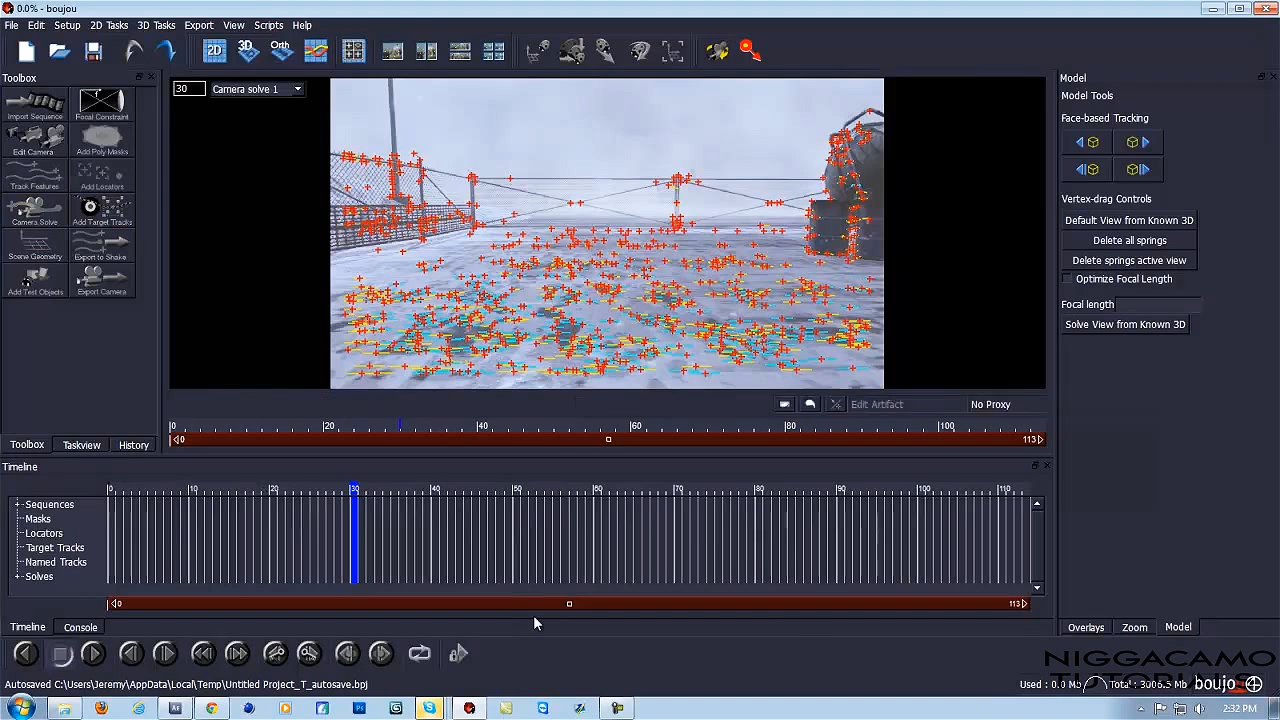 0.0% - boujou
File Edit Setup 2D Tasks 3D Tasks Export View Scripts Help
2D 3D Orth
Toolbox
Import Sequence Focal Constraint
Edit Camera Add Poly Masks
Track Features Add Locators
Camera Solve Add Target Tracks
Scene Geometry Export to Shake
Add Test Objects Export Camera
Toolbox Taskview History
30 Camera solve 1
Edit Artifact No Proxy
0 20 40 60 80 100
0 113
Model
Model Tools
Face-based Tracking
Vertex-drag Controls
Default View from Known 3D
Delete all springs
Delete springs active view
Optimize Focal Length
Focal length
Solve View from Known 3D
Overlays Zoom Model
Timeline
0 10 20 30 40 50 60 70 80 90 100 110
Sequences
Masks
Locators
Target Tracks
Named Tracks
Solves
0 113
Timeline Console
NIGGACAMO
TUTORIALS
Autosaved C:\Users\Jeremy\AppData\Local\Temp\Untitled Project_T_autosave.bpj
Used : 0.0 Mb Total : 3006.5 Mb boujou
2:32 PM